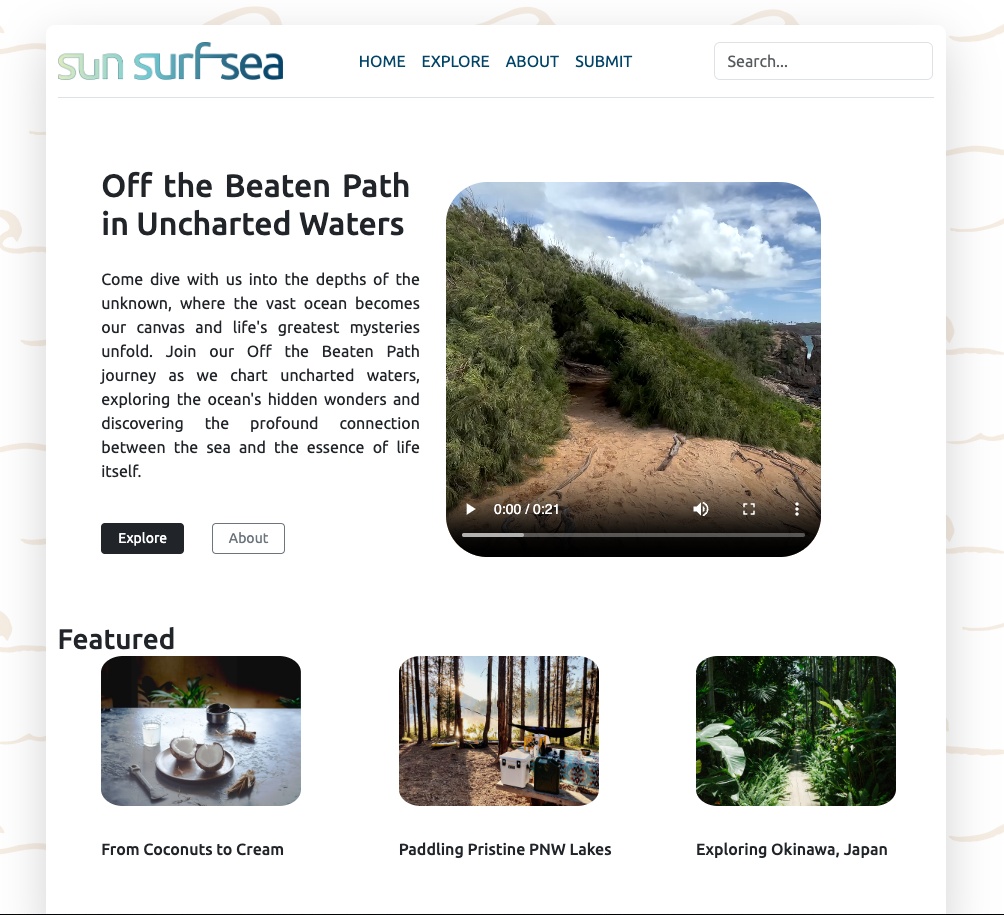 sun surf sea
HOME EXPLORE ABOUT SUBMIT
Search...
Off the Beaten Path
in Uncharted Waters
Come dive with us into the depths of the
unknown, where the vast ocean becomes
our canvas and life's greatest mysteries
unfold. Join our Off the Beaten Path
journey as we chart uncharted waters,
exploring the ocean's hidden wonders and
discovering the profound connection
between the sea and the essence of life
itself.
0:00 / 0:21
Explore
About
Featured
From Coconuts to Cream
Paddling Pristine PNW Lakes
Exploring Okinawa, Japan